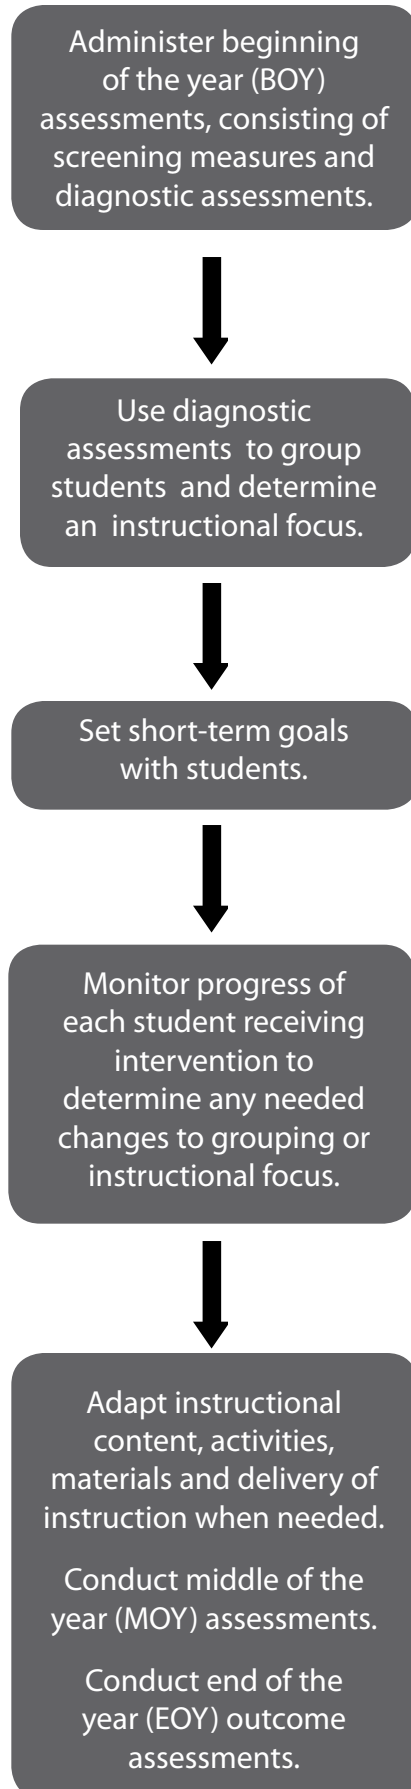 Administer beginning
of the year (BOY)
assessments, consisting of
screening measures and
diagnostic assessments.
Use diagnostic
assessments to group
students and determine
an instructional focus.
Set short-term goals
with students.
Monitor progress of
each student receiving
intervention to
determine any needed
changes to grouping or
instructional focus.
Adapt instructional
content, activities,
materials and delivery of
instruction when needed.
Conduct middle of the
year (MOY) assessments.
Conduct end of the
year (EOY) outcome
assessments.